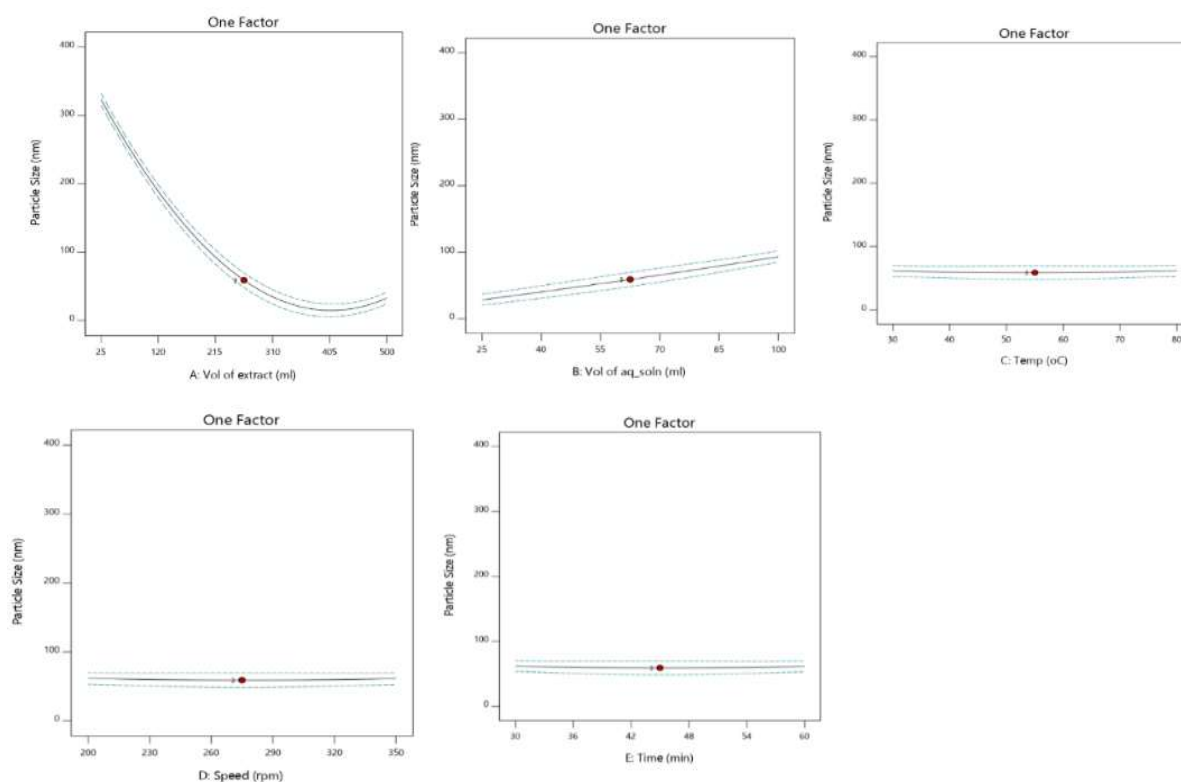 One Factor
400
300
200
100
0
Particle Size (nm)
25 120 215 310 405 500
A: Vol of extract (ml)
One Factor
400
300
200
100
0
Particle Size (nm)
25 40 55 70 85 100
B: Vol of aq_soln (ml)
One Factor
400
300
200
100
0
Particle Size (nm)
30 40 50 60 70 80
C: Temp (oC)
One Factor
400
300
200
100
0
Particle Size (nm)
200 230 260 290 320 350
D: Speed (rpm)
One Factor
400
300
200
100
0
Particle Size (nm)
30 36 42 48 54 60
E: Time (min)